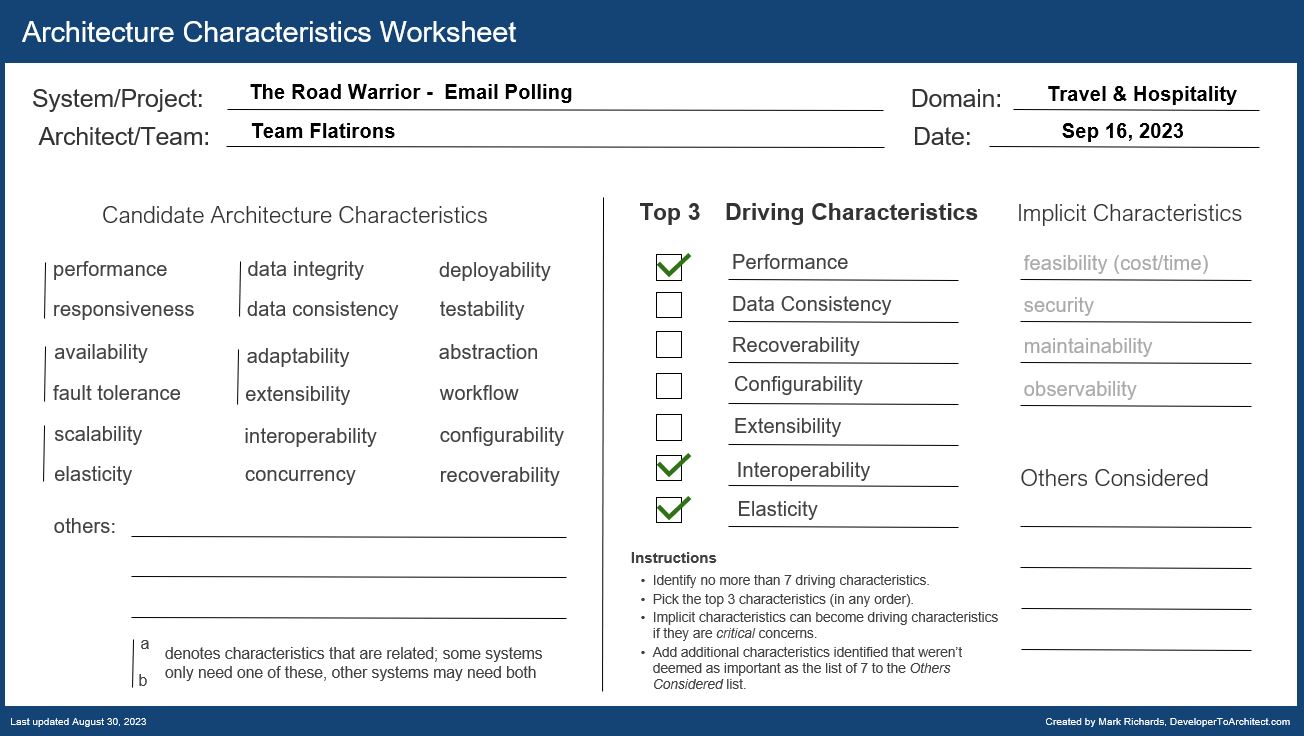 Architecture Characteristics Worksheet
System/Project: The Road Warrior - Email Polling
Domain: Travel & Hospitality
Architect/Team: Team Flatirons
Date: Sep 16, 2023
Candidate Architecture Characteristics
performance
responsiveness
availability
fault tolerance
scalability
elasticity
data integrity
data consistency
adaptability
extensibility
interoperability
concurrency
deployability
testability
abstraction
workflow
configurability
recoverability
others:
a
b
denotes characteristics that are related; some systems
only need one of these, other systems may need both
Top 3 Driving Characteristics
Performance
Data Consistency
Recoverability
Configurability
Extensibility
Interoperability
Elasticity
Instructions
• Identify no more than 7 driving characteristics.
• Pick the top 3 characteristics (in any order).
• Implicit characteristics can become driving characteristics
if they are critical concerns.
• Add additional characteristics identified that weren't
deemed as important as the list of 7 to the Others
Considered list.
Implicit Characteristics
feasibility (cost/time)
security
maintainability
observability
Others Considered
Last updated August 30, 2023
Created by Mark Richards, DeveloperToArchitect.com